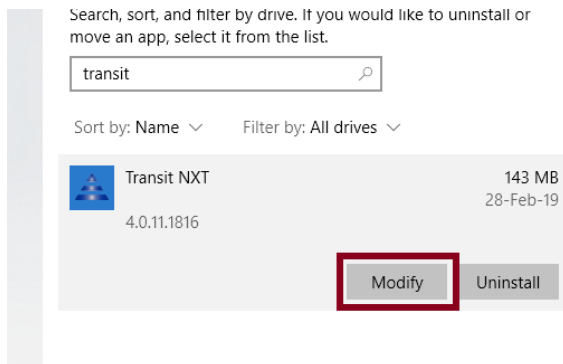 Search, sort, and filter by drive. If you would like to uninstall or
move an app, select it from the list.
transit
Sort by: Name Filter by: All drives
Transit NXT 143 MB
28-Feb-19
4.0.11.1816
Modify Uninstall